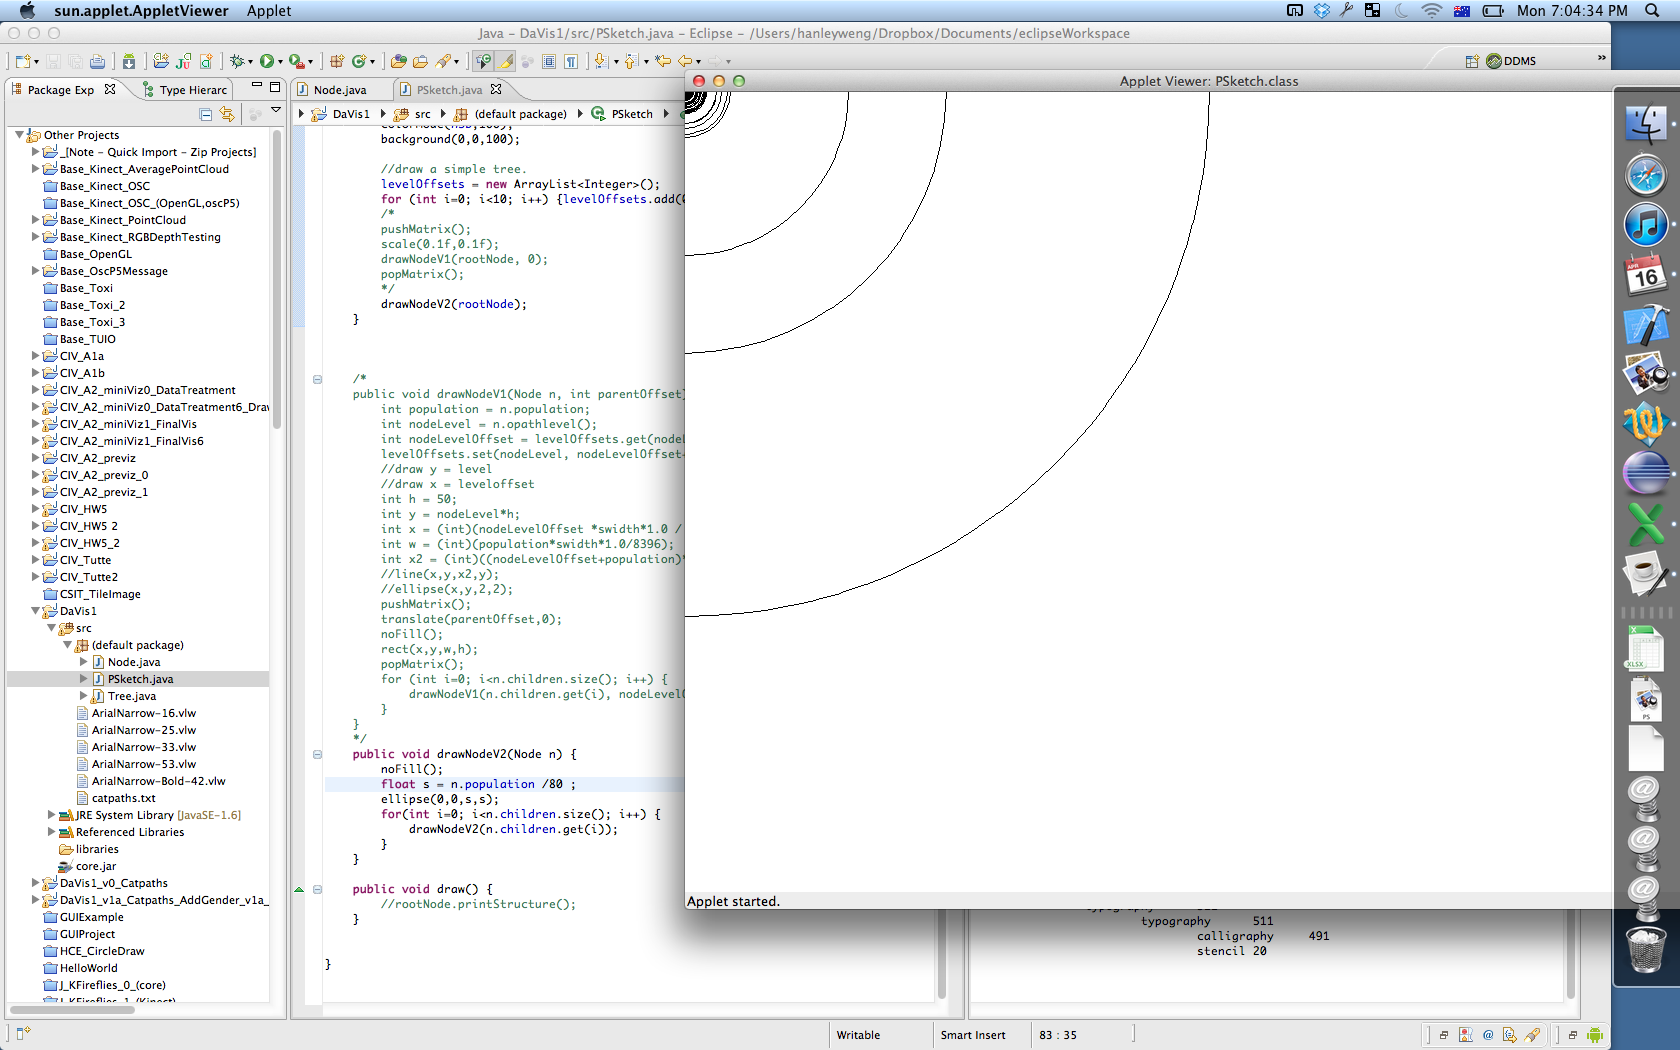 sun.applet.AppletViewer Applet
Mon 7:04:34 PM
Java - DaVis1/src/PSketch.java - Eclipse - /Users/hanleyweng/Dropbox/Documents/eclipseWorkspace
DDMS
»
Package Exp
Type Hierarc
Node.java
PSketch.java
Applet Viewer: PSketch.class
DaVis1
src
(default package)
PSketch
Other Projects
_[Note - Quick Import - Zip Projects]
Base_Kinect_AveragePointCloud
Base_Kinect_OSC
Base_Kinect_OSC_(OpenGL,oscP5)
Base_Kinect_PointCloud
Base_Kinect_RGBDepthTesting
Base_OpenGL
Base_OscP5Message
Base_Toxi
Base_Toxi_2
Base_Toxi_3
Base_TUIO
CIV_A1a
CIV_A1b
CIV_A2_miniViz0_DataTreatment
CIV_A2_miniViz0_DataTreatment6_Draw
CIV_A2_miniViz1_FinalVis
CIV_A2_miniViz1_FinalVis6
CIV_A2_previz
CIV_A2_previz_0
CIV_A2_previz_1
CIV_HW5
CIV_HW5 2
CIV_HW5_2
CIV_Tutte
CIV_Tutte2
CSIT_TileImage
DaVis1
src
(default package)
Node.java
PSketch.java
Tree.java
ArialNarrow-16.vlw
ArialNarrow-25.vlw
ArialNarrow-33.vlw
ArialNarrow-53.vlw
ArialNarrow-Bold-42.vlw
catpaths.txt
JRE System Library [JavaSE-1.6]
Referenced Libraries
libraries
core.jar
DaVis1_v0_Catpaths
DaVis1_v1a_Catpaths_AddGender_v1a_
GUIExample
GUIProject
HCE_CircleDraw
HelloWorld
J_KFireflies_0_(core)
J_KFireflies_1_(Kinect)
background(0,0,100);
//draw a simple tree.
levelOffsets = new ArrayList<Integer>();
for (int i=0; i<10; i++) {levelOffsets.add(0
/*
pushMatrix();
scale(0.1f,0.1f);
drawNodeV1(rootNode, 0);
popMatrix();
*/
drawNodeV2(rootNode);
}
/*
public void drawNodeV1(Node n, int parentOffset)
int population = n.population;
int nodeLevel = n.opathlevel();
int nodeLevelOffset = levelOffsets.get(nodeL
levelOffsets.set(nodeLevel, nodeLevelOffset+
//draw y = level
//draw x = leveloffset
int h = 50;
int y = nodeLevel*h;
int x = (int)(nodeLevelOffset *swidth*1.0 /
int w = (int)(population*swidth*1.0/8396);
int x2 = (int)((nodeLevelOffset+population)*
//line(x,y,x2,y);
//ellipse(x,y,2,2);
pushMatrix();
translate(parentOffset,0);
noFill();
rect(x,y,w,h);
popMatrix();
for (int i=0; i<n.children.size(); i++) {
drawNodeV1(n.children.get(i), nodeLevelO
}
}
*/
public void drawNodeV2(Node n) {
noFill();
float s = n.population /80 ;
ellipse(0,0,s,s);
for(int i=0; i<n.children.size(); i++) {
drawNodeV2(n.children.get(i));
}
}
public void draw() {
//rootNode.printStructure();
}
}
Applet started.
typography 511
calligraphy 491
stencil 20
APR
16
XLSX
PS
Writable
Smart Insert
83 : 35